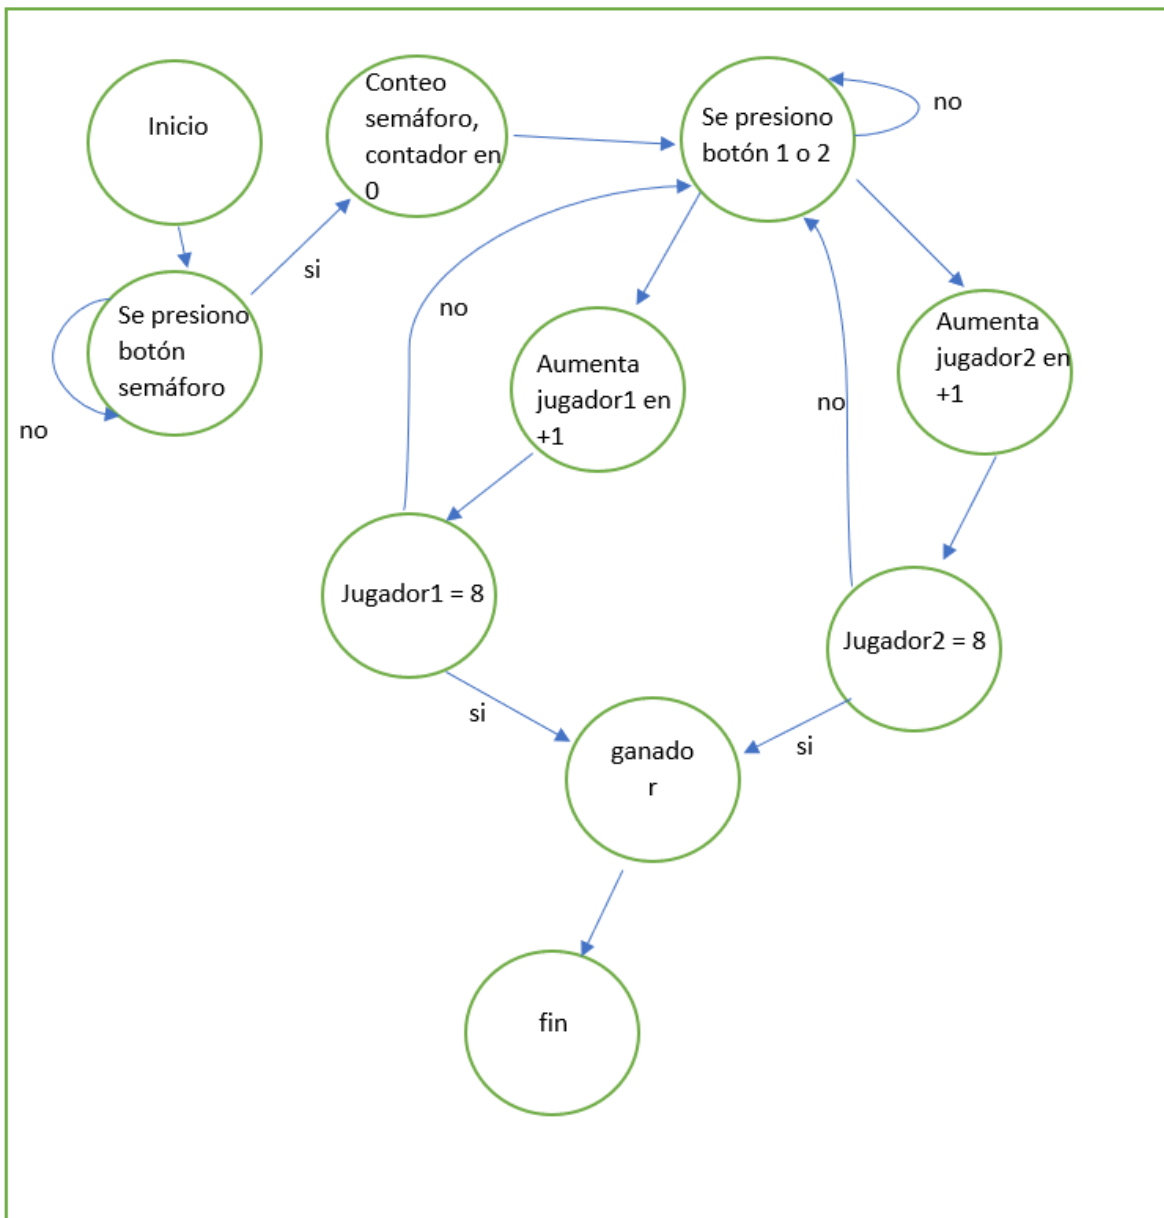 Inicio
Conteo
semáforo,
contador en
0
Se presiono
botón 1 o 2
no
si
Se presiono
botón
semáforo
no
no
Aumenta
jugador1 en
+1
no
Aumenta
jugador2 en
+1
Jugador1 = 8
Jugador2 = 8
si
si
ganado
r
fin